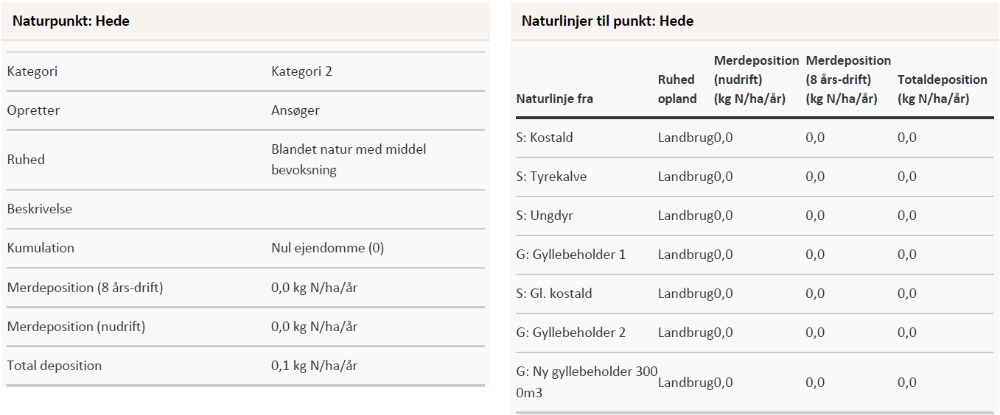 Naturpunkt: Hede
Kategori Kategori 2
Opretter Ansøger
Ruhed Blandet natur med middel
bevoksning
Beskrivelse
Kumulation Nul ejendomme (0)
Merdeposition (8 års-drift) 0,0 kg N/ha/år
Merdeposition (nudrift) 0,0 kg N/ha/år
Total deposition 0,1 kg N/ha/år
Naturlinjer til punkt: Hede
Merdeposition Merdeposition
Ruhed (nudrift) (8 års-drift) Totaldeposition
Naturlinje fra opland (kg N/ha/år) (kg N/ha/år) (kg N/ha/år)
S: Kostald Landbrug 0,0 0,0 0,0
S: Tyrekalve Landbrug 0,0 0,0 0,0
S: Ungdyr Landbrug 0,0 0,0 0,0
G: Gyllebeholder 1 Landbrug 0,0 0,0 0,0
S: Gl. kostald Landbrug 0,0 0,0 0,0
G: Gyllebeholder 2 Landbrug 0,0 0,0 0,0
G: Ny gyllebeholder 300
0m3 Landbrug 0,0 0,0 0,0